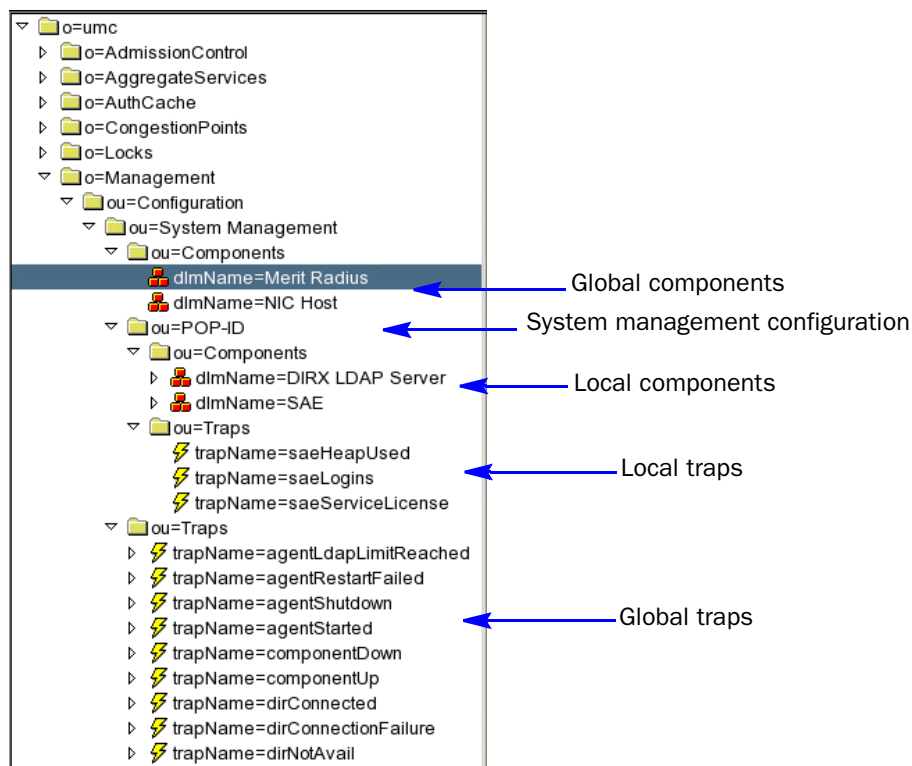 o=umc
o=AdmissionControl
o=AggregateServices
o=AuthCache
o=CongestionPoints
o=Locks
o=Management
ou=Configuration
ou=System Management
ou=Components
dlmName=Merit Radius
Global components
dlmName=NIC Host
ou=POP-ID
System management configuration
ou=Components
dlmName=DIRX LDAP Server
Local components
dlmName=SAE
ou=Traps
trapName=saeHeapUsed
Local traps
trapName=saeLogins
trapName=saeServiceLicense
ou=Traps
trapName=agentLdapLimitReached
trapName=agentRestartFailed
trapName=agentShutdown
Global traps
trapName=agentStarted
trapName=componentDown
trapName=componentUp
trapName=dirConnected
trapName=dirConnectionFailure
trapName=dirNotAvail